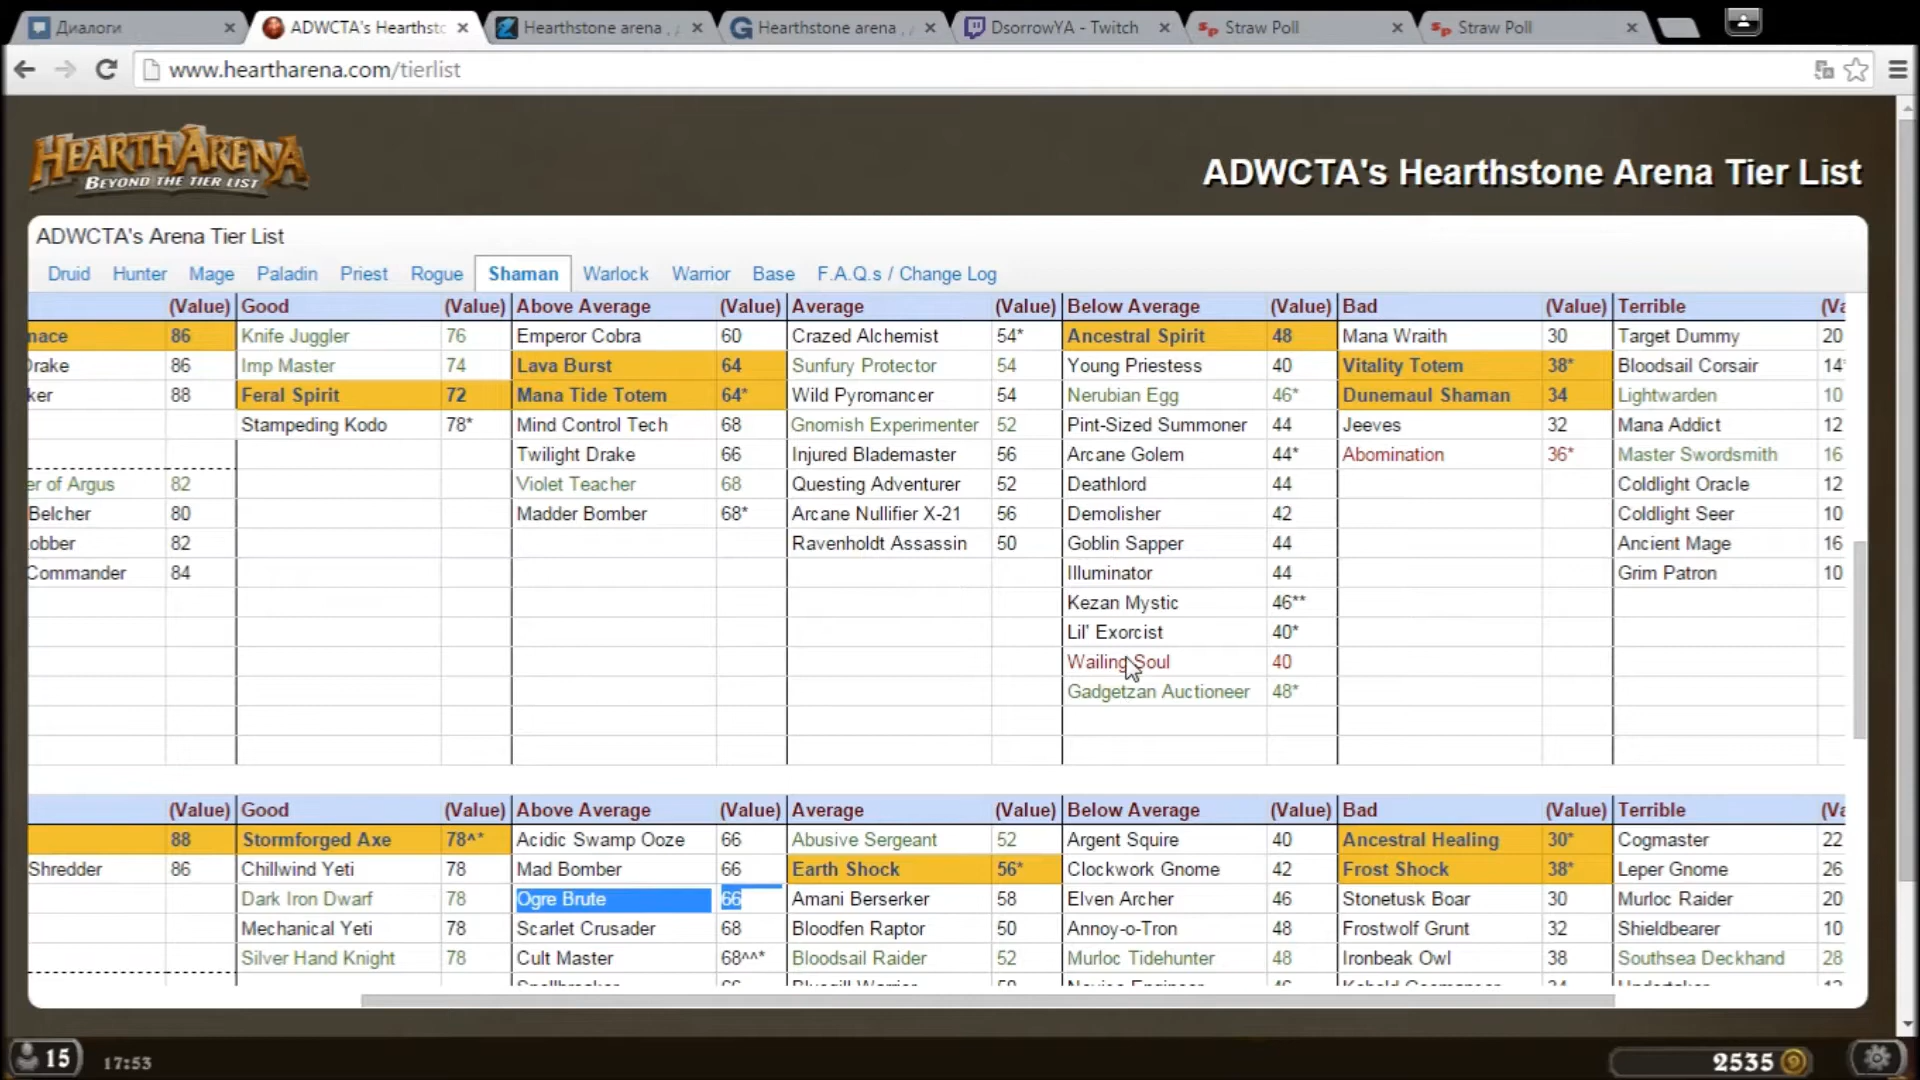 Диалоги
ADWCTA's Hearthsto
Hearthstone arena , /
Hearthstone arena , /
DsorrowYA - Twitch
Straw Poll
Straw Poll
www.heartharena.com/tierlist
HEARTHARENA
BEYOND THE TIER LIST
ADWCTA's Hearthstone Arena Tier List
ADWCTA's Arena Tier List
Druid Hunter Mage Paladin Priest Rogue Shaman Warlock Warrior Base F.A.Q.s / Change Log
(Value) Good (Value) Above Average (Value) Average (Value) Below Average (Value) Bad (Value) Terrible (Va
nace 86 Knife Juggler 76 Emperor Cobra 60 Crazed Alchemist 54* Ancestral Spirit 48 Mana Wraith 30 Target Dummy 20
Drake 86 Imp Master 74 Lava Burst 64 Sunfury Protector 54 Young Priestess 40 Vitality Totem 38* Bloodsail Corsair 14*
ker 88 Feral Spirit 72 Mana Tide Totem 64* Wild Pyromancer 54 Nerubian Egg 46* Dunemaul Shaman 34 Lightwarden 10
Stampeding Kodo 78* Mind Control Tech 68 Gnomish Experimenter 52 Pint-Sized Summoner 44 Jeeves 32 Mana Addict 12
Twilight Drake 66 Injured Blademaster 56 Arcane Golem 44* Abomination 36* Master Swordsmith 16
er of Argus 82 Violet Teacher 68 Questing Adventurer 52 Deathlord 44 Coldlight Oracle 12
Belcher 80 Madder Bomber 68* Arcane Nullifier X-21 56 Demolisher 42 Coldlight Seer 10
obber 82 Ravenholdt Assassin 50 Goblin Sapper 44 Ancient Mage 16
Commander 84 Illuminator 44 Grim Patron 10
Kezan Mystic 46**
Lil' Exorcist 40*
Wailing Soul 40
Gadgetzan Auctioneer 48*
(Value) Good (Value) Above Average (Value) Average (Value) Below Average (Value) Bad (Value) Terrible (Va
88 Stormforged Axe 78^* Acidic Swamp Ooze 66 Abusive Sergeant 52 Argent Squire 40 Ancestral Healing 30* Cogmaster 22
Shredder 86 Chillwind Yeti 78 Mad Bomber 66 Earth Shock 56* Clockwork Gnome 42 Frost Shock 38* Leper Gnome 26
Dark Iron Dwarf 78 Ogre Brute 66 Amani Berserker 58 Elven Archer 46 Stonetusk Boar 30 Murloc Raider 20
Mechanical Yeti 78 Scarlet Crusader 68 Bloodfen Raptor 50 Annoy-o-Tron 48 Frostwolf Grunt 32 Shieldbearer 10
Silver Hand Knight 78 Cult Master 68^^* Bloodsail Raider 52 Murloc Tidehunter 48 Ironbeak Owl 38 Southsea Deckhand 28
15 17:53 2535